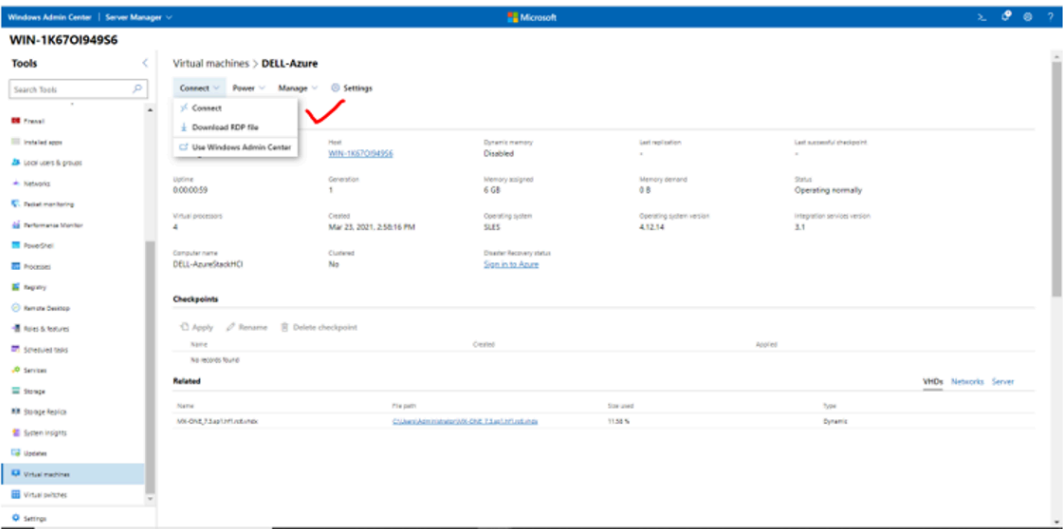 Windows Admin Center | Server Manager
Microsoft
?
WIN-1K67OI949S6
Tools
Virtual machines > DELL-Azure
Search Tools
Connect Power Manage Settings
Connect
Download RDP file
Use Windows Admin Center
Firewall
Installed apps
Local users & groups
Networks
Packet monitoring
Performance Monitor
PowerShell
Processes
Registry
Remote Desktop
Roles & features
Scheduled tasks
Services
Storage
Storage Replica
System Insights
Updates
Virtual machines
Virtual switches
Settings
Host Dynamic memory Last replication Last successful checkpoint
WIN-1K67OI949S6 Disabled - -
Uptime Generation Memory assigned Memory demand Status
0:00:00:59 1 6 GB 0 B Operating normally
Virtual processors Created Operating system Operating system version Integration services version
4 Mar 23, 2021, 2:58:16 PM SLES 4.12.14 3.1
Computer name Clustered Disaster Recovery status
DELL-AzureStackHCI No Sign in to Azure
Checkpoints
Apply Rename Delete checkpoint
Name Created Applied
No records found
Related VHDs Networks Server
Name File path Size used Type
11.58 % Dynamic